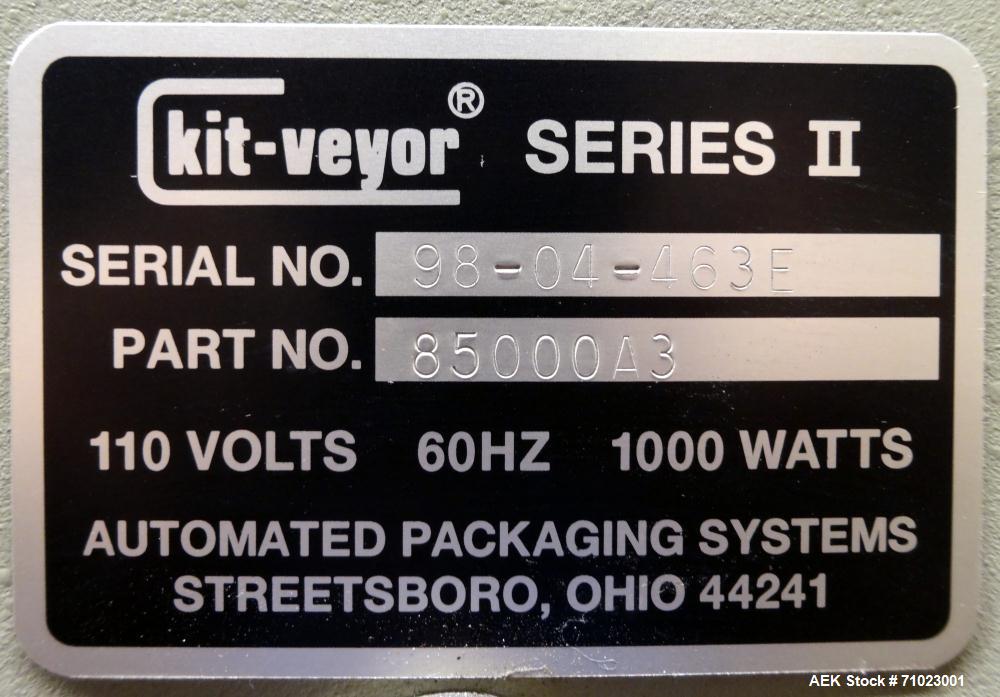 kit-veyor® SERIES II
SERIAL NO. 98-04-463E
PART NO. 85000A3
110 VOLTS 60HZ 1000 WATTS
AUTOMATED PACKAGING SYSTEMS
STREETSBORO, OHIO 44241
AEK Stock # 71023001